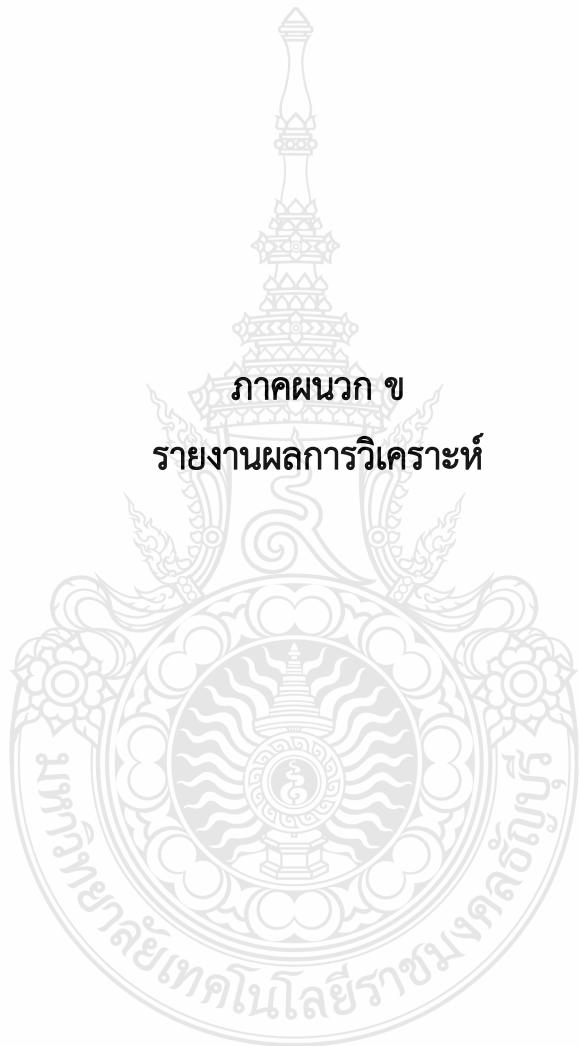 ภาคผนวก ข
รายงานผลการวิเคราะห์
มหาวิทยาลัยเทคโนโลยีราชมงคลธัญบุรี